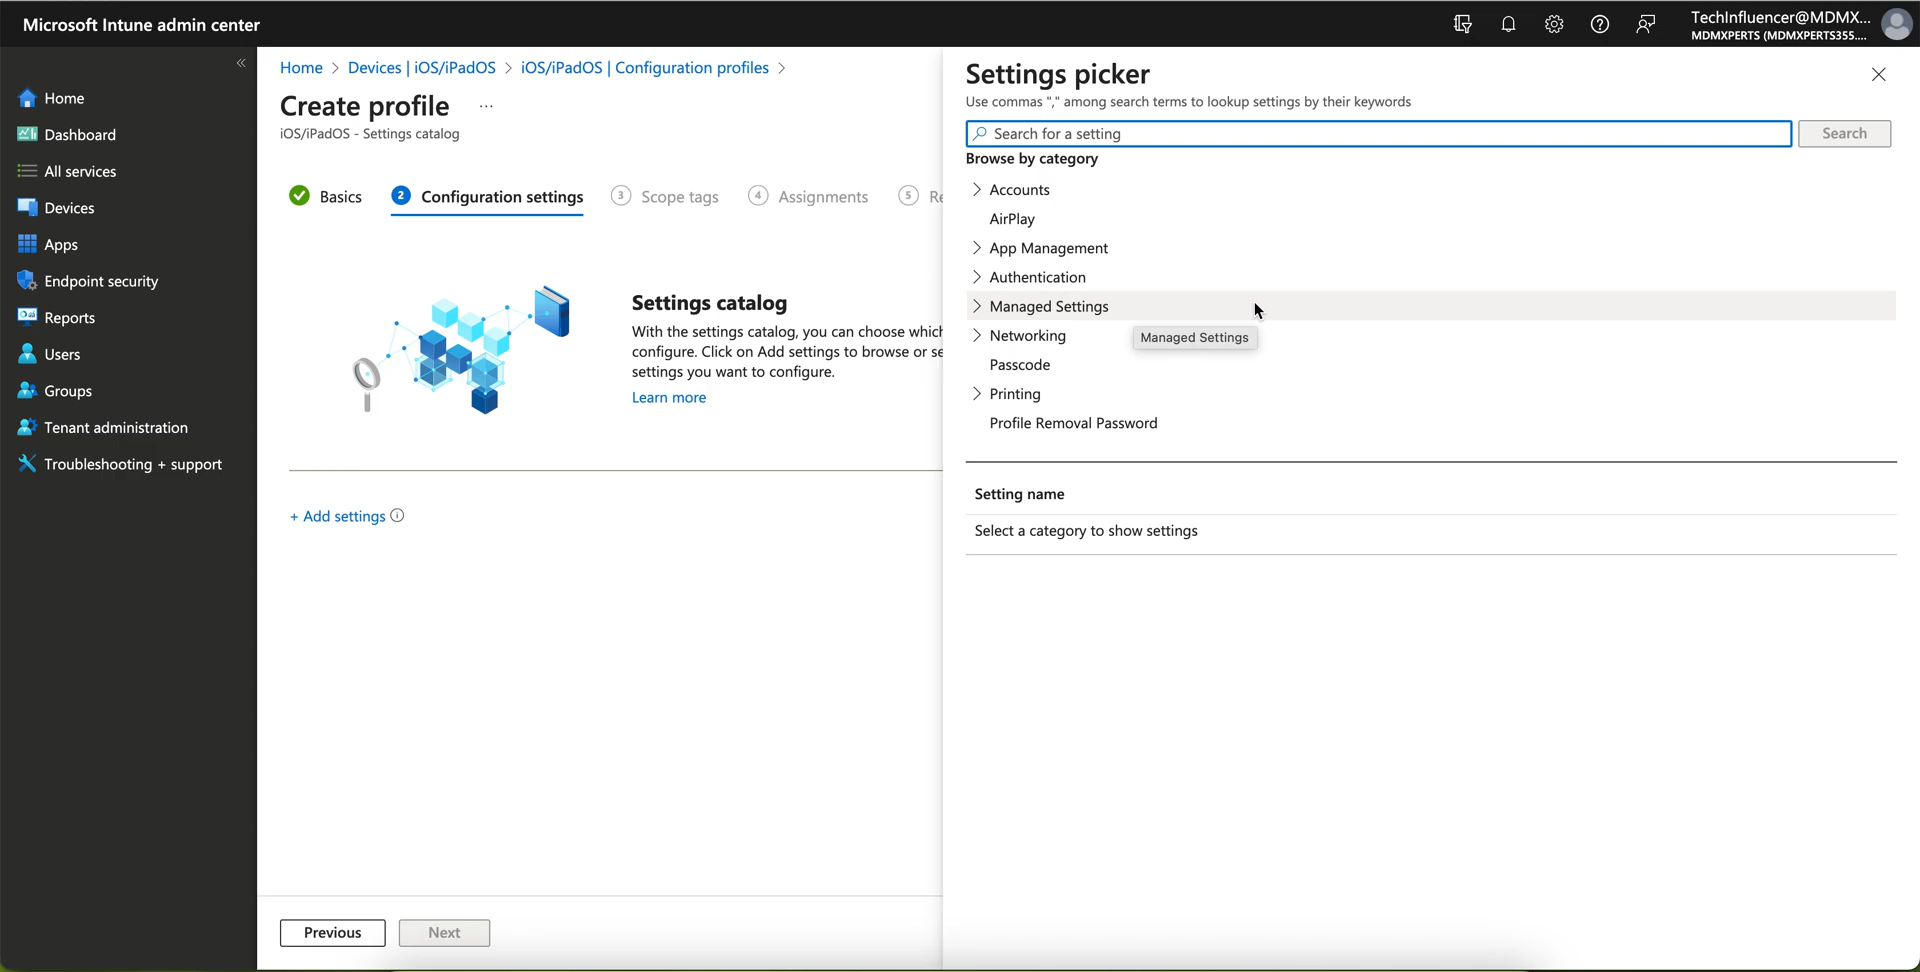 Microsoft Intune admin center
TechInfluencer@MDMX...
MDMXPERTS (MDMXPERTS355....
«
Home
Dashboard
All services
Devices
Apps
Endpoint security
Reports
Users
Groups
Tenant administration
Troubleshooting + support
Home > Devices | iOS/iPadOS > iOS/iPadOS | Configuration profiles >
Create profile ...
iOS/iPadOS - Settings catalog
Basics
2 Configuration settings
3 Scope tags
4 Assignments
5 Re
Settings catalog
With the settings catalog, you can choose which
configure. Click on Add settings to browse or se
settings you want to configure.
Learn more
+ Add settings
Previous
Next
Settings picker
Use commas "," among search terms to lookup settings by their keywords
Search for a setting
Search
Browse by category
Accounts
AirPlay
App Management
Authentication
Managed Settings
Networking
Managed Settings
Passcode
Printing
Profile Removal Password
Setting name
Select a category to show settings